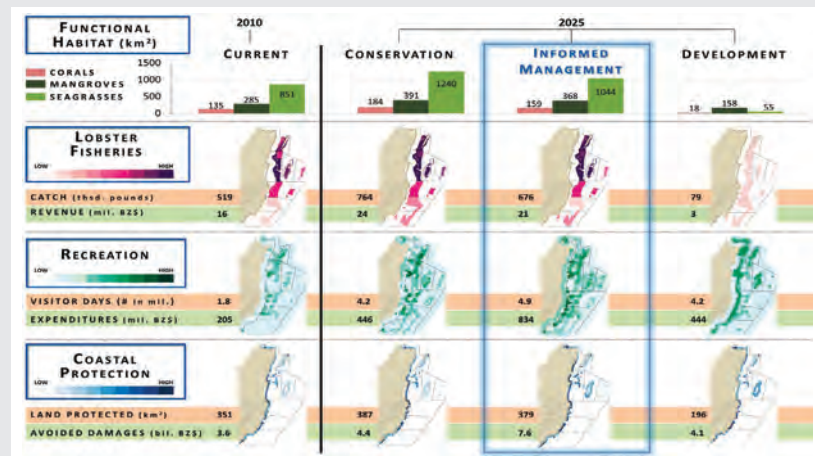 FUNCTIONAL HABITAT (KM²)
2010
2025
CURRENT
CONSERVATION
INFORMED MANAGEMENT
DEVELOPMENT
CORALS
MANGROVES
SEAGRASSES
1500
1000
500
0
135 285 851
184 391 1240
159 368 1044
18 158 55
LOBSTER FISHERIES
LOW HIGH
CATCH (thsd. pounds) 519 764 676 79
REVENUE (mil. BZ$) 16 24 21 3
RECREATION
LOW HIGH
VISITOR DAYS (# in mil.) 1.8 4.2 4.9 4.2
EXPENDITURES (mil. BZ$) 205 446 834 444
COASTAL PROTECTION
LOW HIGH
LAND PROTECTED (km²) 351 387 379 196
AVOIDED DAMAGES (bil. BZ$) 3.6 4.4 7.6 4.1